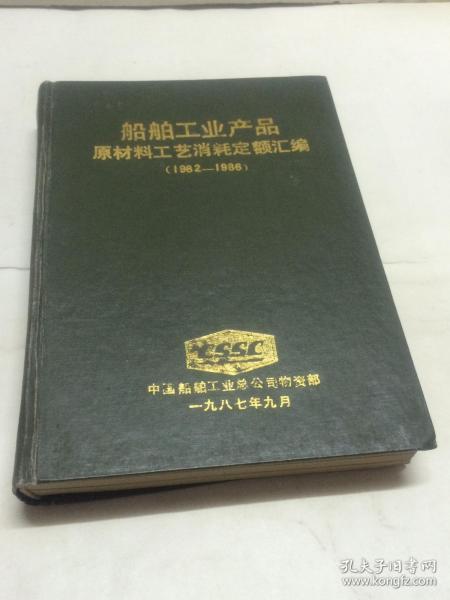 船舶工业产品
原材料工艺消耗定额汇编
(1982—1986)
CSSC
中国船舶工业总公司物资部
一九八七年九月
孔夫子旧书网
www.kongfz.com